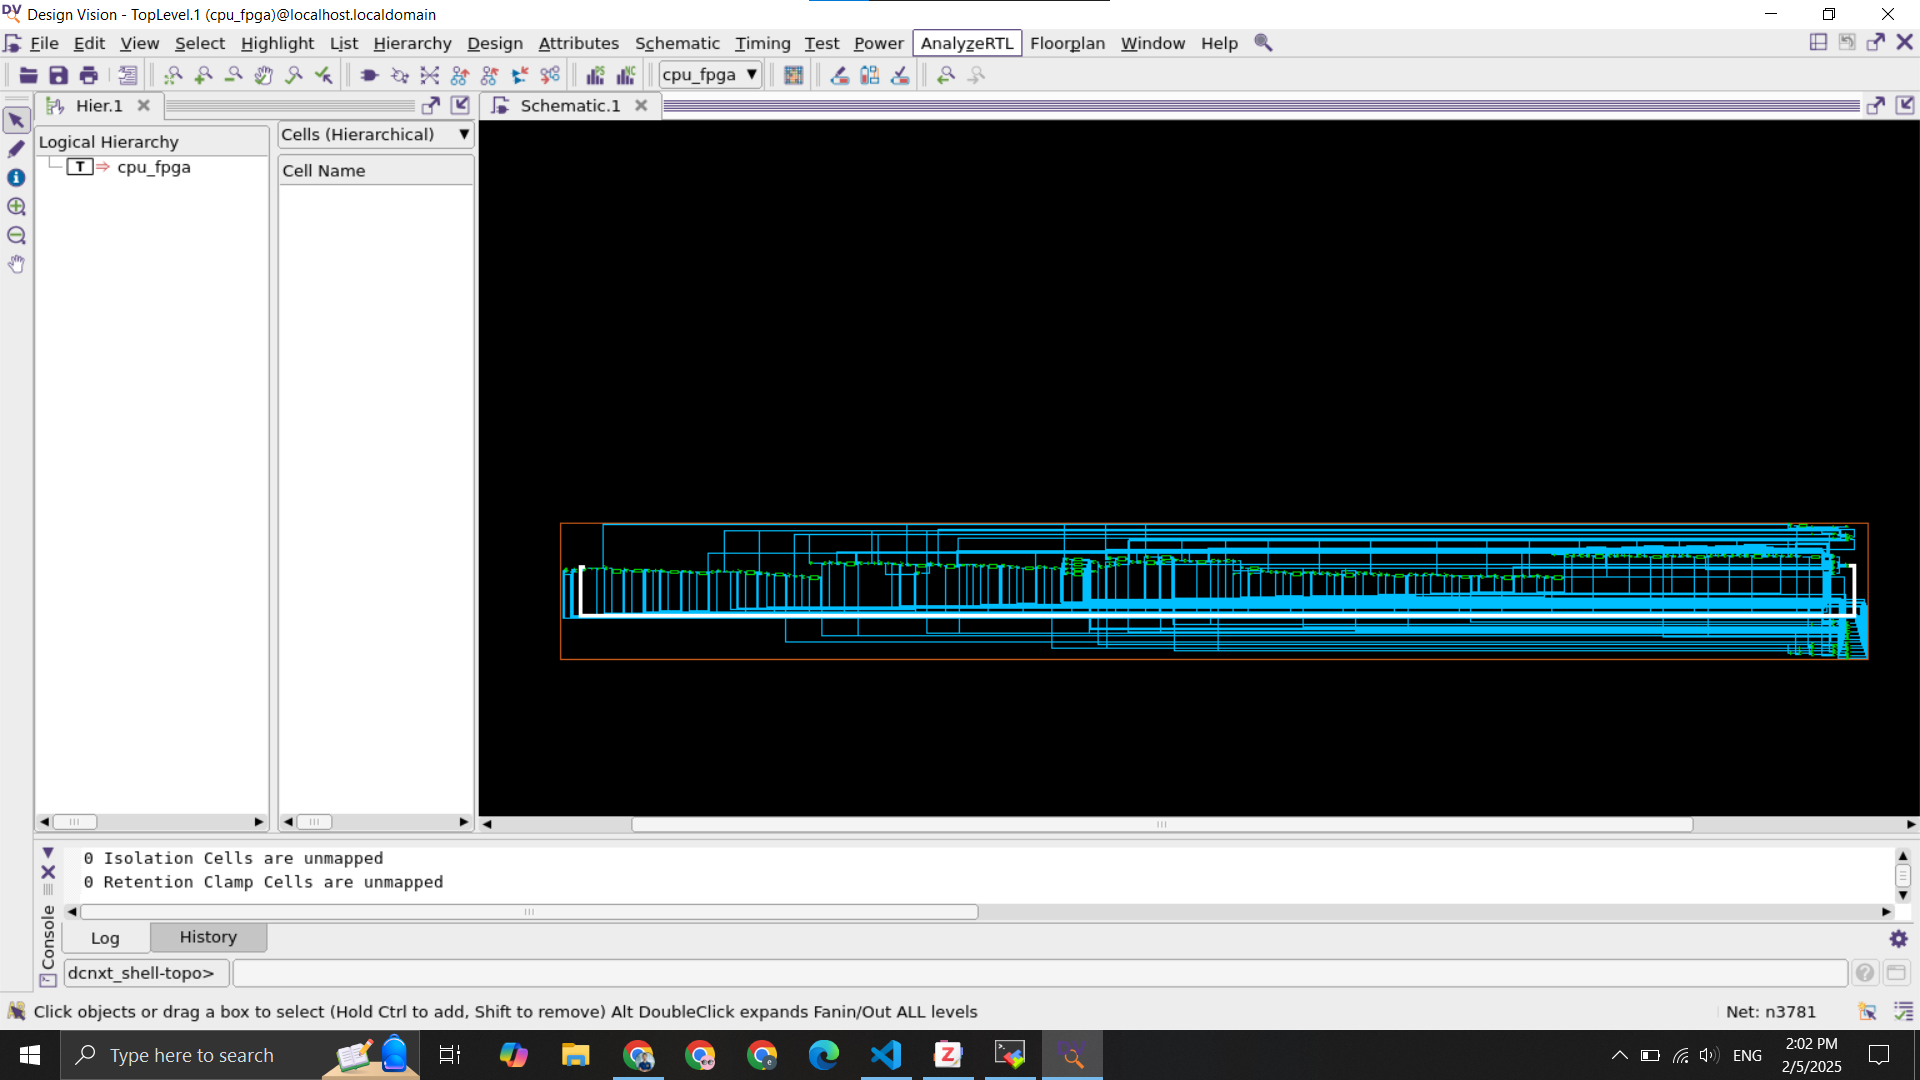 Design Vision - TopLevel.1 (cpu_fpga)@localhost.localdomain
File Edit View Select Highlight List Hierarchy Design Attributes Schematic Timing Test Power AnalyzeRTL Floorplan Window Help
cpu_fpga
Hier.1
Schematic.1
Logical Hierarchy
Cells (Hierarchical)
T cpu_fpga
Cell Name
0 Isolation Cells are unmapped
0 Retention Clamp Cells are unmapped
Console
Log History
dcnxt_shell-topo>
Click objects or drag a box to select (Hold Ctrl to add, Shift to remove) Alt DoubleClick expands Fanin/Out ALL levels
Net: n3781
Type here to search
ENG
2:02 PM
2/5/2025